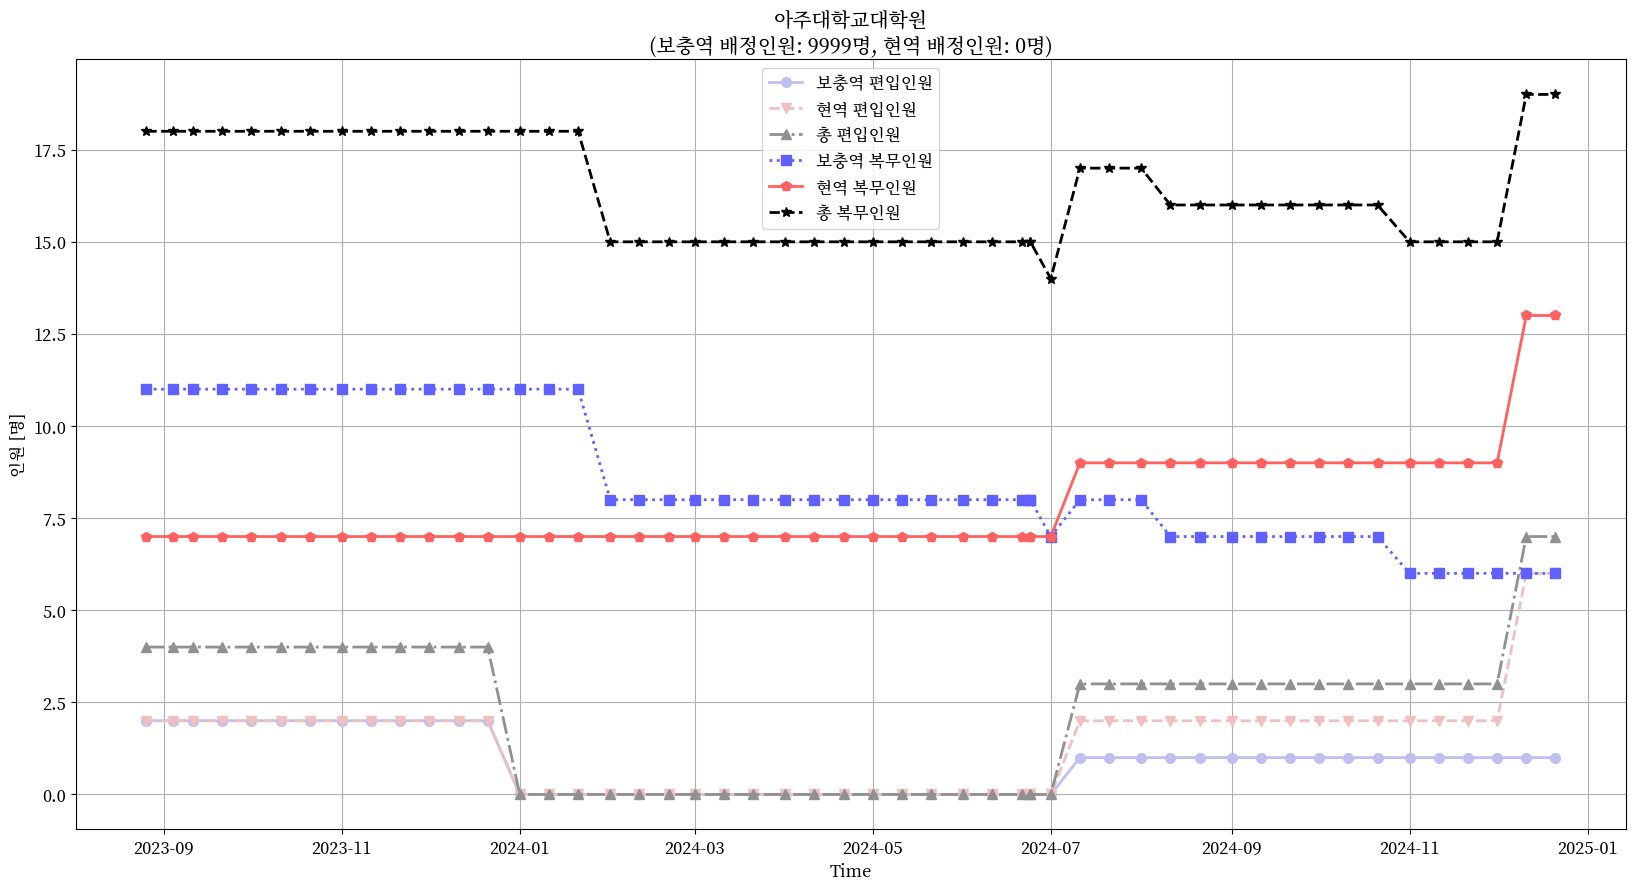 아주대학교대학원
(보충역 배정인원: 9999명, 현역 배정인원: 0명)
보충역 편입인원
현역 편입인원
총 편입인원
보충역 복무인원
현역 복무인원
총 복무인원
17.5
15.0
12.5
10.0
7.5
5.0
2.5
0.0
인원 [명]
2023-09 2023-11 2024-01 2024-03 2024-05 2024-07 2024-09 2024-11 2025-01
Time